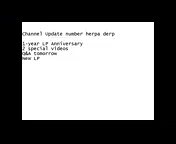 Channel Update number herpa derp
1-year LP Anniversary
2 special videos
Q&A tomorrow
New LP